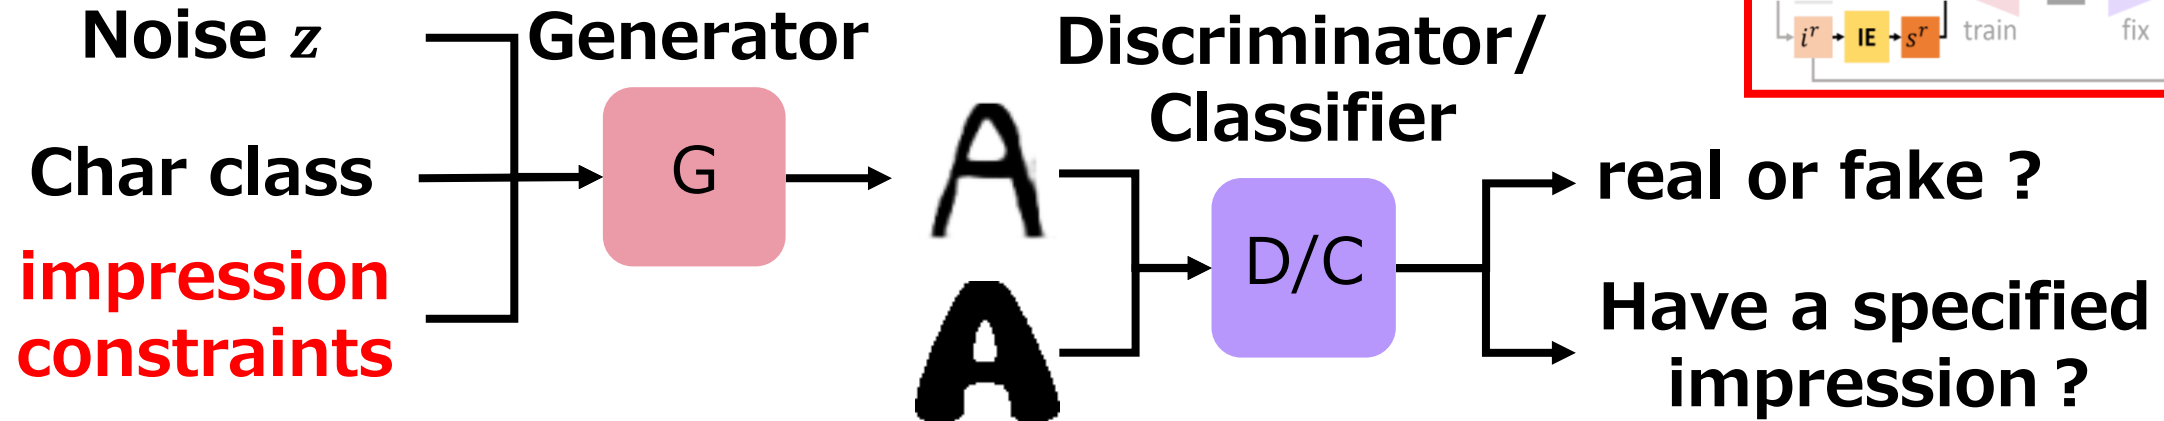 Noise z
Generator
Discriminator/
Classifier
Char class
G
impression
constraints
A
A
D/C
real or fake ?
Have a specified
impression ?
i^r
IE
s^r
train
fix